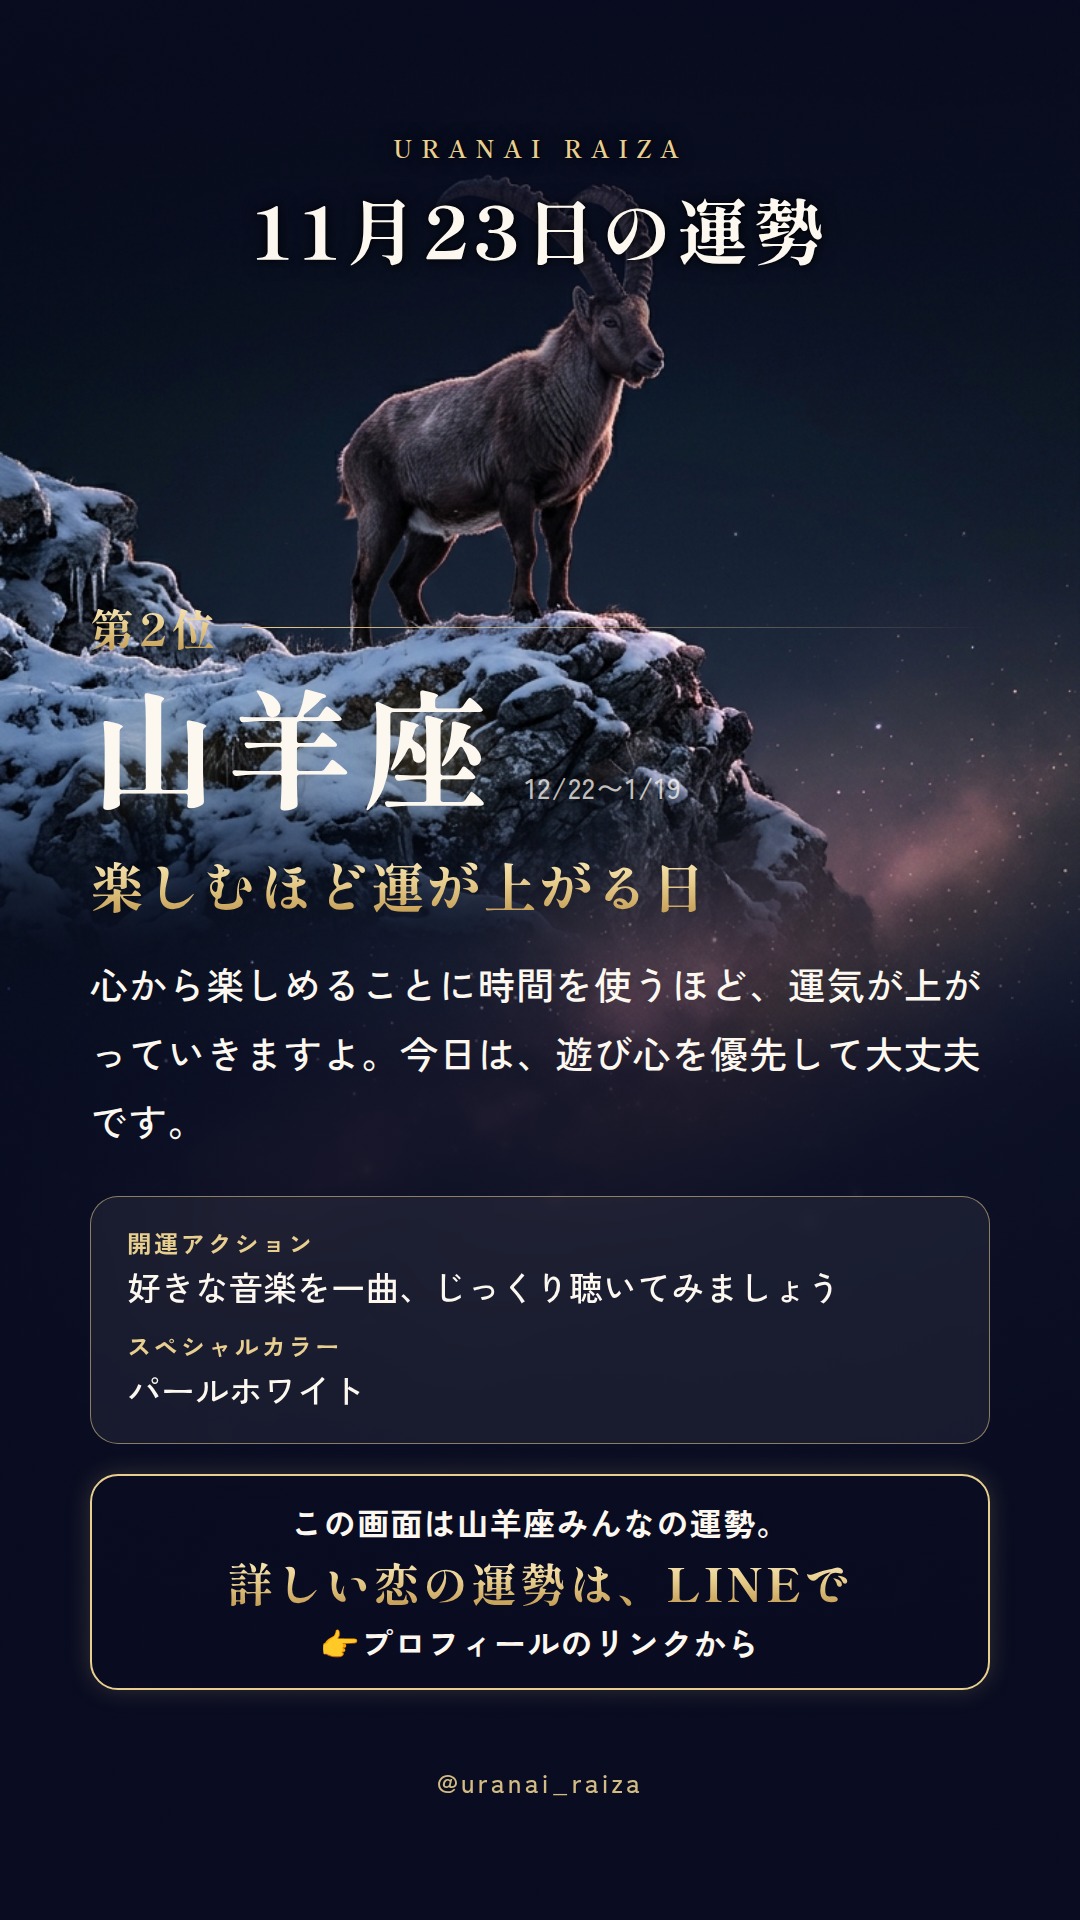 URANAI RAIZA
11月23日の運勢
第2位
山羊座 12/22〜1/19
楽しむほど運が上がる日
心から楽しめることに時間を使うほど、運気が上が
っていきますよ。今日は、遊び心を優先して大丈夫
です。
開運アクション
好きな音楽を一曲、じっくり聴いてみましょう
スペシャルカラー
パールホワイト
この画面は山羊座みんなの運勢。
詳しい恋の運勢は、LINEで
👉プロフィールのリンクから
@uranai_raiza